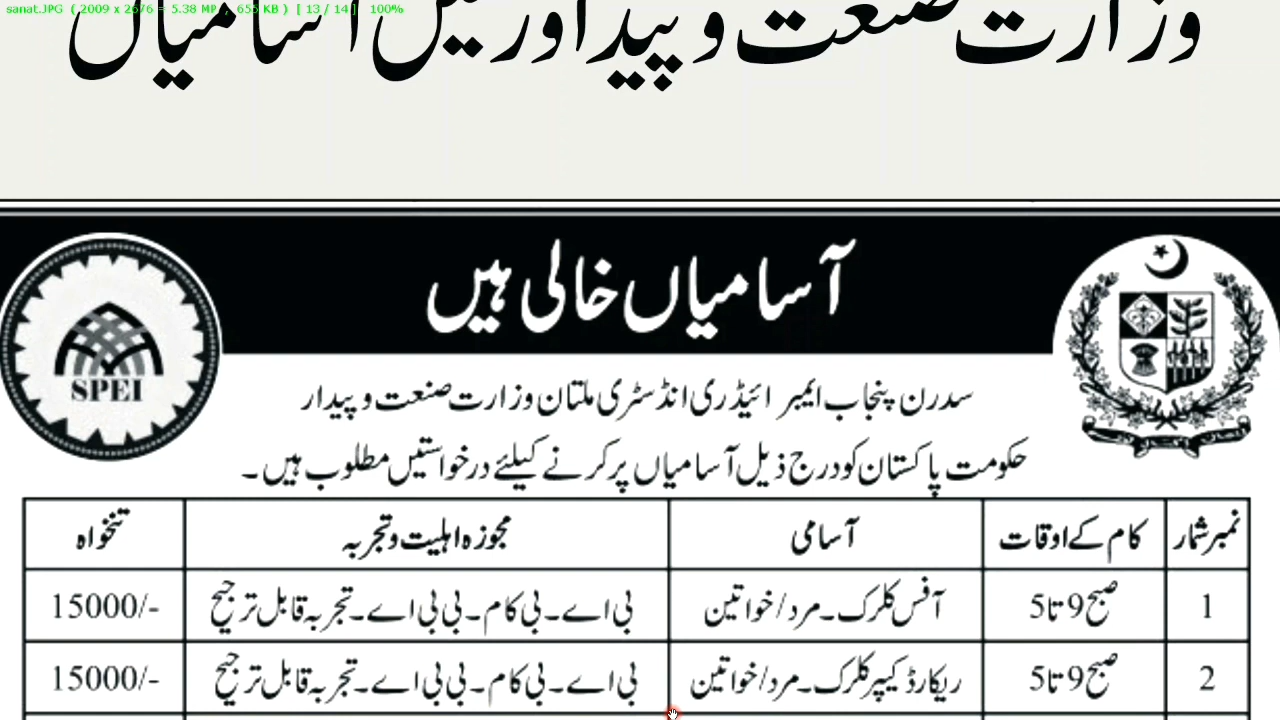 sanat.JPG ( 2009 x 2676 = 5.38 MP , 655 KB ) [ 13 / 14 ] 100%
وزارت صنعت و پیداور میں آسامیاں
آسامیاں خالی ہیں
SPEI
سدرن پنجاب ایمبرائیڈری انڈسٹری ملتان وزارت صنعت و پیدار
حکومت پاکستان کو درج ذیل آسامیاں پر کرنے کیلئے درخواستیں مطلوب ہیں۔
نمبر شمار کام کے اوقات آسامی مجوزہ اہلیت و تجربہ تنخواہ
1 صبح 9 تا 5 آفس کلرک۔ مرد/خواتین بی اے۔ بی کام۔ بی بی اے۔ تجربہ قابل ترجیح 15000/-
2 صبح 9 تا 5 ریکارڈ کیپر کلرک۔ مرد/خواتین بی اے۔ بی کام۔ بی بی اے۔ تجربہ قابل ترجیح 15000/-